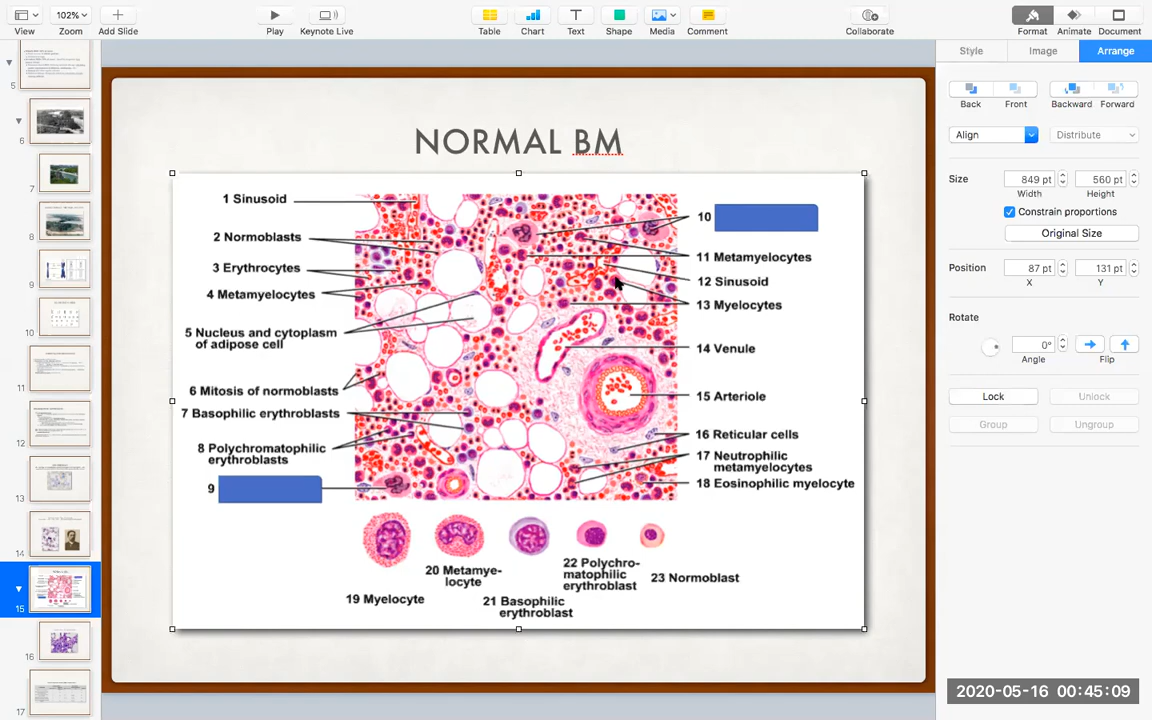 102%
View
Zoom
Add Slide
Play
Keynote Live
Table
Chart
Text
Shape
Media
Comment
Collaborate
Format
Animate
Document
5
6
7
8
9
10
11
12
13
14
15
16
17
NORMAL BM
1 Sinusoid
2 Normoblasts
3 Erythrocytes
4 Metamyelocytes
5 Nucleus and cytoplasm
of adipose cell
6 Mitosis of normoblasts
7 Basophilic erythroblasts
8 Polychromatophilic
erythroblasts
9
10
11 Metamyelocytes
12 Sinusoid
13 Myelocytes
14 Venule
15 Arteriole
16 Reticular cells
17 Neutrophilic
metamyelocytes
18 Eosinophilic myelocyte
19 Myelocyte
20 Metamye-
locyte
21 Basophilic
erythroblast
22 Polychro-
matophilic
erythroblast
23 Normoblast
Style
Image
Arrange
Back
Front
Backward
Forward
Align
Distribute
Size
849 pt
560 pt
Width
Height
Constrain proportions
Original Size
Position
87 pt
131 pt
X
Y
Rotate
0°
Angle
Flip
Lock
Unlock
Group
Ungroup
2020-05-16 00:45:09